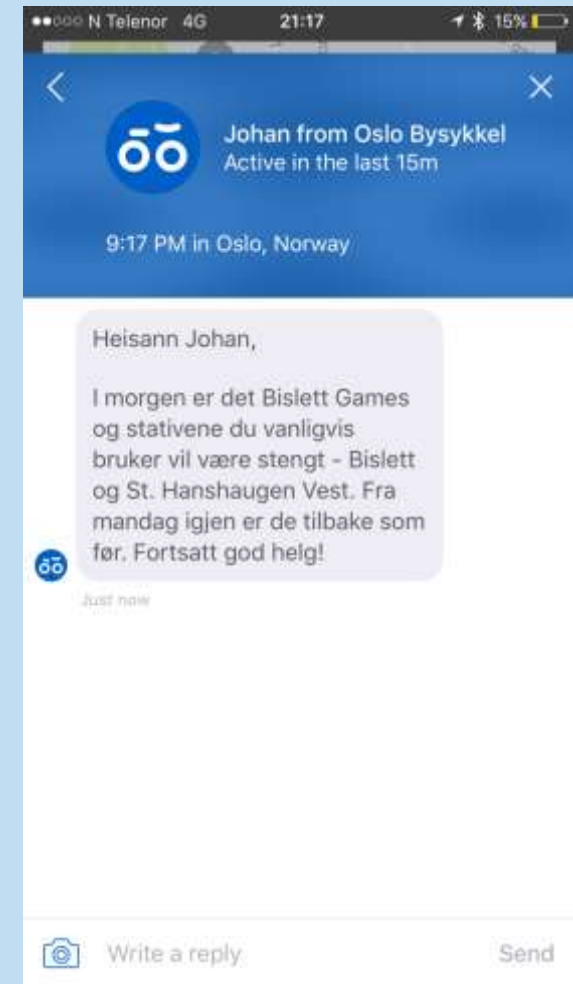 N Telenor 4G 21:17 15%
Johan from Oslo Bysykkel
Active in the last 15m
9:17 PM in Oslo, Norway
Heisann Johan,
I morgen er det Bislett Games
og stativene du vanligvis
bruker vil være stengt - Bislett
og St. Hanshaugen Vest. Fra
mandag igjen er de tilbake som
før. Fortsatt god helg!
Just now
Write a reply Send